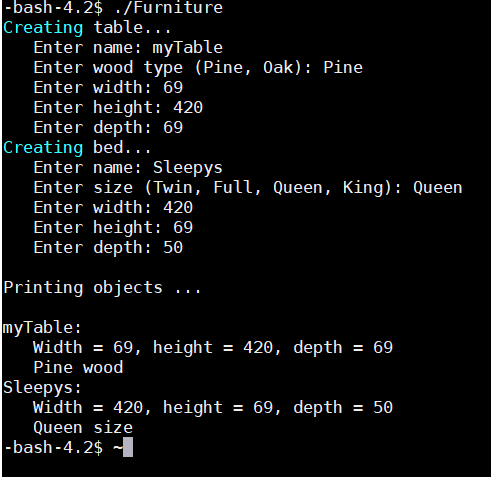 -bash-4.2$ ./Furniture
Creating table...
   Enter name: myTable
   Enter wood type (Pine, Oak): Pine
   Enter width: 69
   Enter height: 420
   Enter depth: 69
Creating bed...
   Enter name: Sleepys
   Enter size (Twin, Full, Queen, King): Queen
   Enter width: 420
   Enter height: 69
   Enter depth: 50

Printing objects ...

myTable:
   Width = 69, height = 420, depth = 69
   Pine wood
Sleepys:
   Width = 420, height = 69, depth = 50
   Queen size
-bash-4.2$ ~